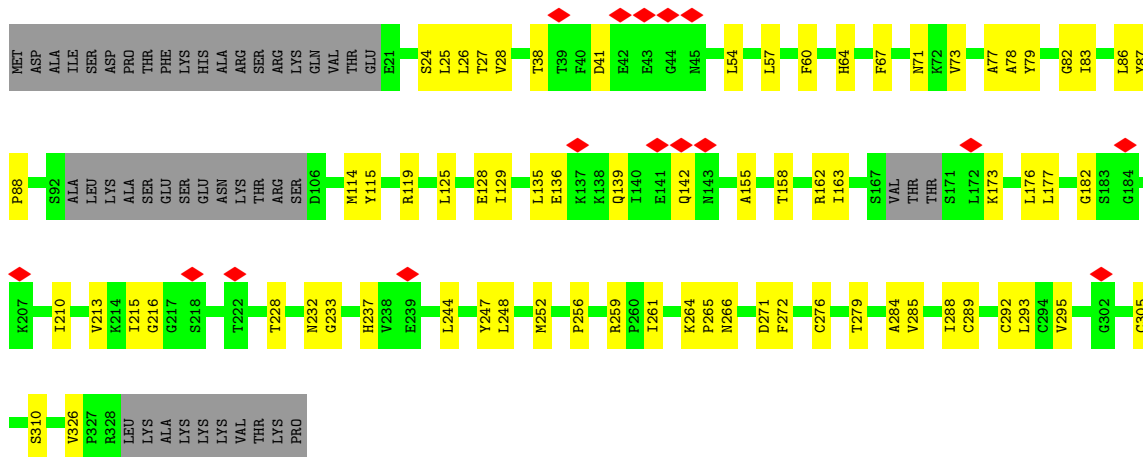 MET ASP ALA ILE SER ASP PRO THR PHE LYS HIS ALA ARG SER ARG LYS GLN VAL THR GLU E21 S24 L25 L26 T27 V28 T38 T39 F40 D41 E42 E43 G44 N45 L54 L57 F60 H64 F67 N71 K72 V73 A77 A78 Y79 G82 I83 L86 Y87
P88 S92 ALA LEU LYS ALA SER GLU SER GLU ASN LYS THR ARG SER D106 M114 Y115 R119 L125 E128 I129 L135 E136 K137 K138 Q139 I140 E141 Q142 N143 A155 T158 R162 I163 S167 VAL THR THR S171 L172 K173 L176 L177 G182 S183 G184
K207 I210 V213 K214 I215 G216 G217 S218 T222 T228 N232 G233 H237 V238 E239 L244 Y247 L248 M252 P256 R259 P260 I261 K264 P265 N266 D271 F272 C276 T279 A284 V285 I288 C289 C292 L293 C294 V295 G302
S310 V326 P327 R328 LEU LYS ALA LYS LYS LYS VAL THR LYS PRO